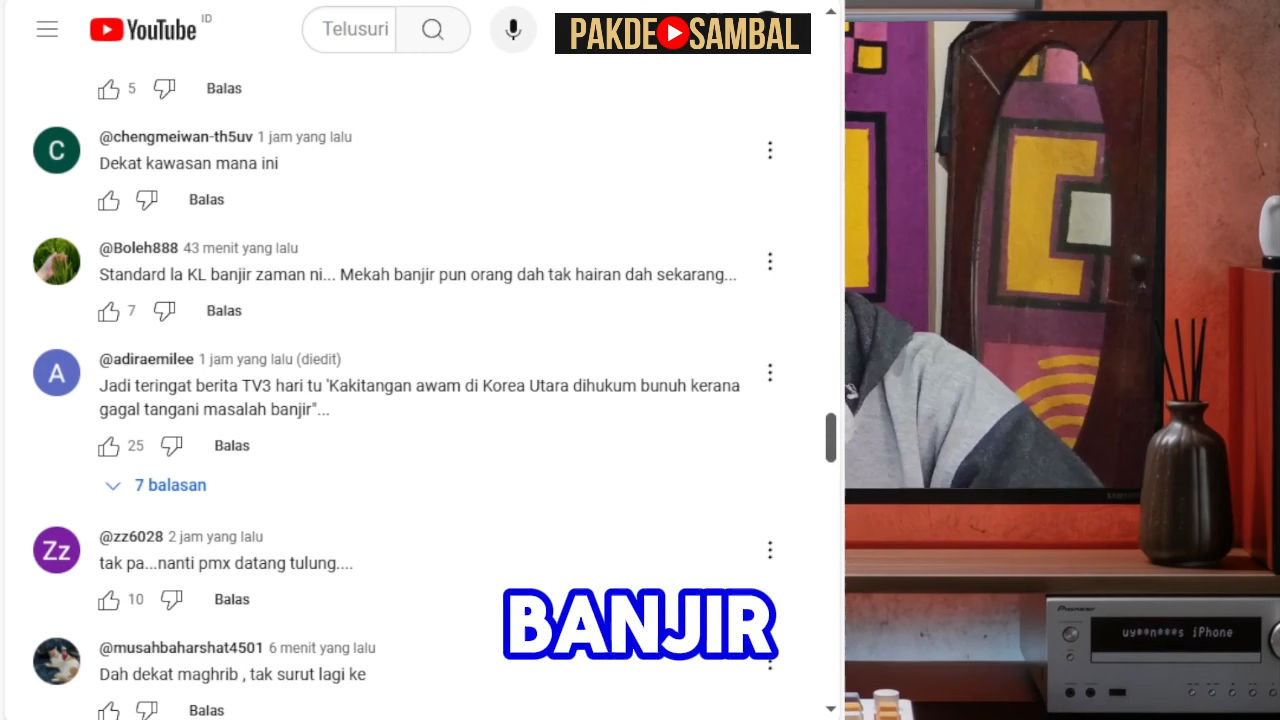 YouTube ID
Telusuri
PAKDE SAMBAL
5 Balas
C
@chengmeiwan-th5uv 1 jam yang lalu
Dekat kawasan mana ini
Balas
@Boleh888 43 menit yang lalu
Standard la KL banjir zaman ni... Mekah banjir pun orang dah tak hairan dah sekarang...
7 Balas
A
@adiraemilee 1 jam yang lalu (diedit)
Jadi teringat berita TV3 hari tu 'Kakitangan awam di Korea Utara dihukum bunuh kerana
gagal tangani masalah banjir"...
25 Balas
7 balasan
Zz
@zz6028 2 jam yang lalu
tak pa...nanti pmx datang tulung....
10 Balas
BANJIR
@musahbaharshat4501 6 menit yang lalu
Dah dekat maghrib , tak surut lagi ke
Balas
SAMSUNG
Pioneer
iPhone